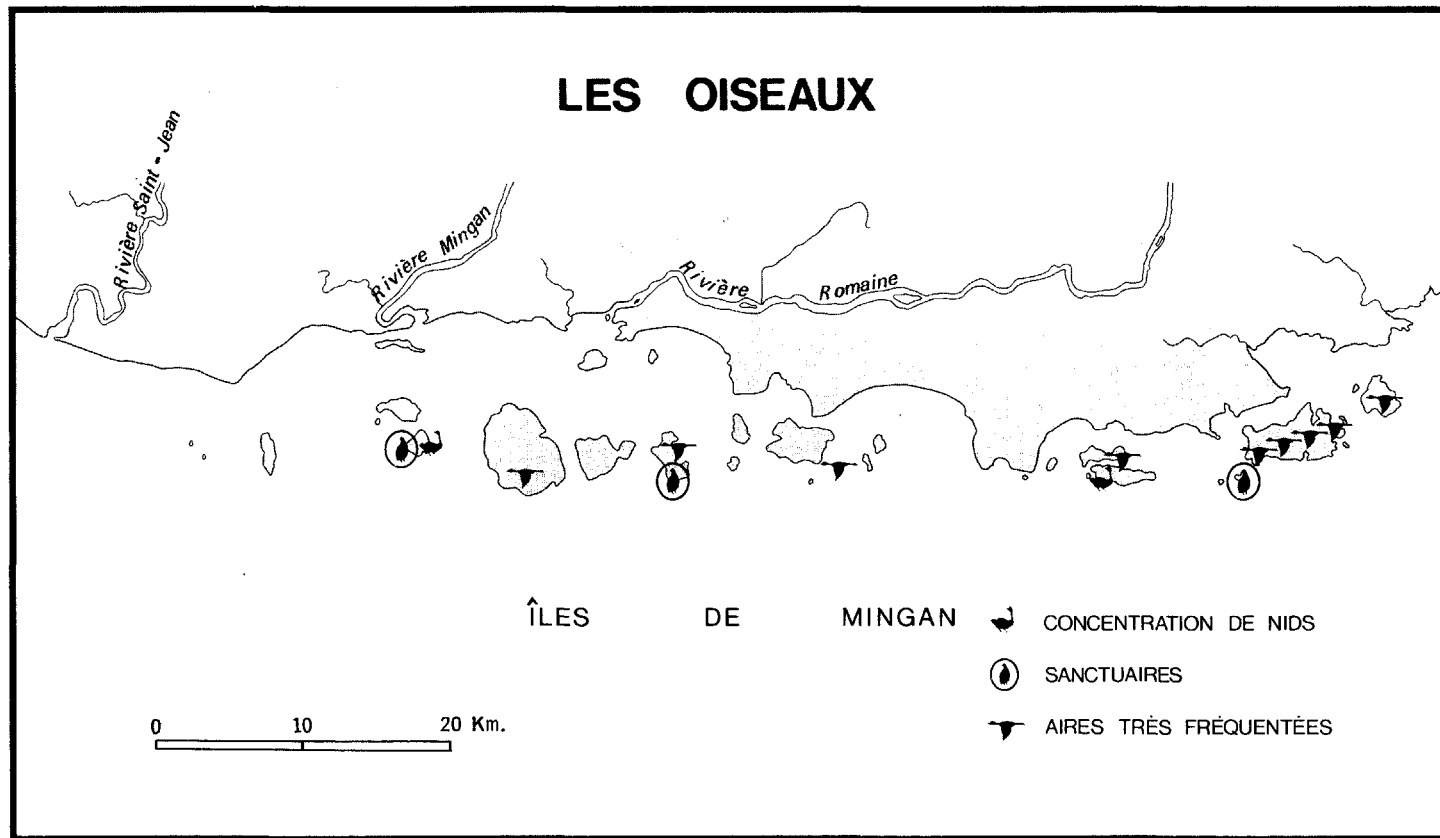 LES OISEAUX
Rivière Saint-Jean
Rivière Mingan
Rivière Romaine
ÎLES DE MINGAN
CONCENTRATION DE NIDS
SANCTUAIRES
AIRES TRÈS FRÉQUENTÉES
0 10 20 Km.